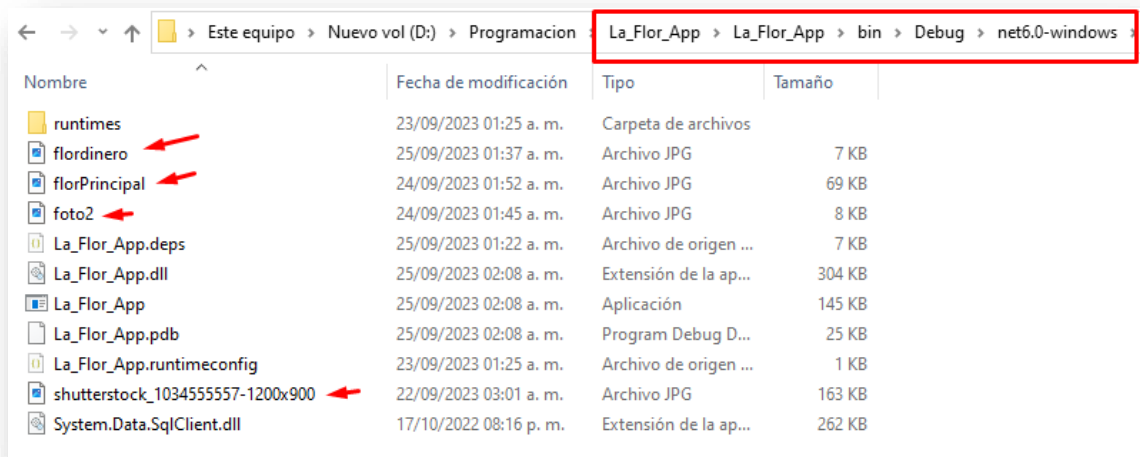 Este equipo > Nuevo vol (D:) > Programacion > La_Flor_App > La_Flor_App > bin > Debug > net6.0-windows >
Nombre Fecha de modificación Tipo Tamaño
runtimes 23/09/2023 01:25 a. m. Carpeta de archivos
flordinero 25/09/2023 01:37 a. m. Archivo JPG 7 KB
florPrincipal 24/09/2023 01:52 a. m. Archivo JPG 69 KB
foto2 24/09/2023 01:45 a. m. Archivo JPG 8 KB
La_Flor_App.deps 25/09/2023 01:22 a. m. Archivo de origen ... 7 KB
La_Flor_App.dll 25/09/2023 02:08 a. m. Extensión de la ap... 304 KB
La_Flor_App 25/09/2023 02:08 a. m. Aplicación 145 KB
La_Flor_App.pdb 25/09/2023 02:08 a. m. Program Debug D... 25 KB
La_Flor_App.runtimeconfig 23/09/2023 01:25 a. m. Archivo de origen ... 1 KB
shutterstock_1034555557-1200x900 22/09/2023 03:01 a. m. Archivo JPG 163 KB
System.Data.SqlClient.dll 17/10/2022 08:16 p. m. Extensión de la ap... 262 KB